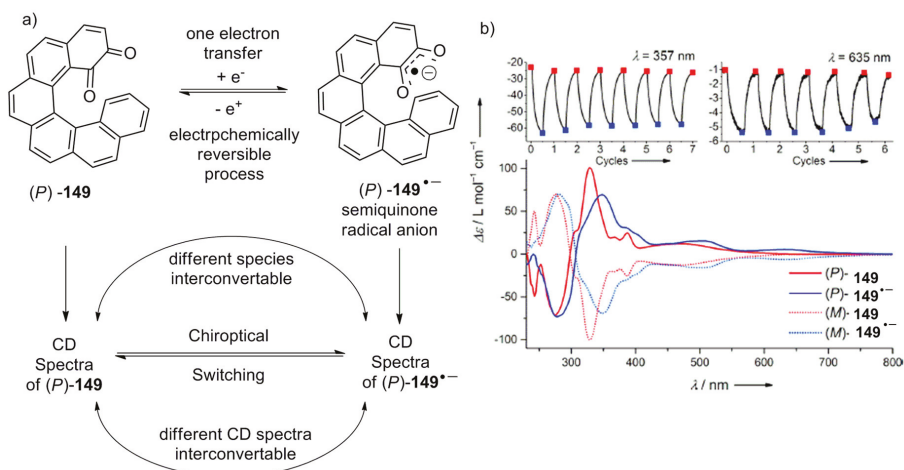 a)
one electron
transfer
+ e-
- e+
electrpchemically
reversible
process
O
O
O
O
(P) -149
(P) -149•−
semiquinone
radical anion
different species
interconvertable
CD
Spectra
of (P)-149
Chiroptical
Switching
CD
Spectra
of (P)-149•−
different CD spectra
interconvertable
b)
λ = 357 nm
-20
-30
-40
-50
-60
0 1 2 3 4 5 6 7
Cycles
λ = 635 nm
-1
-2
-3
-4
-5
-6
0 1 2 3 4 5 6
Cycles
Δε / L mol−1 cm−1
100
50
0
-50
-100
(P)- 149
(P)- 149•−
(M)- 149
(M)- 149•−
300 400 500 600 700 800
λ / nm